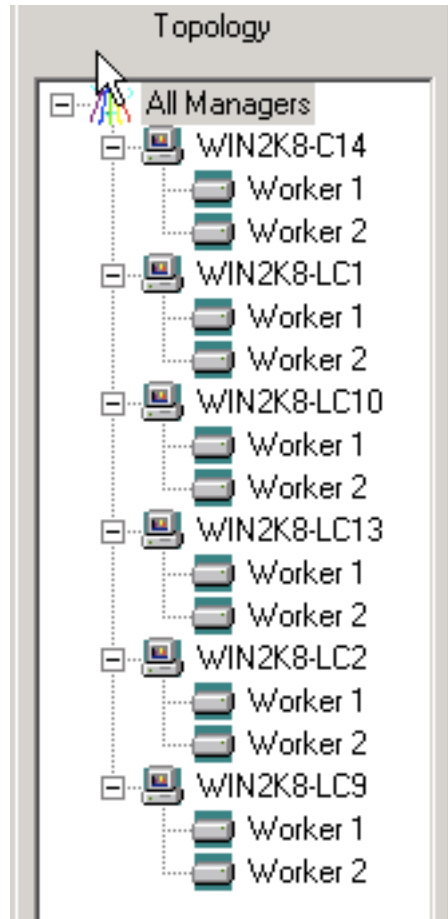 Topology
All Managers
WIN2K8-C14
Worker 1
Worker 2
WIN2K8-LC1
Worker 1
Worker 2
WIN2K8-LC10
Worker 1
Worker 2
WIN2K8-LC13
Worker 1
Worker 2
WIN2K8-LC2
Worker 1
Worker 2
WIN2K8-LC9
Worker 1
Worker 2